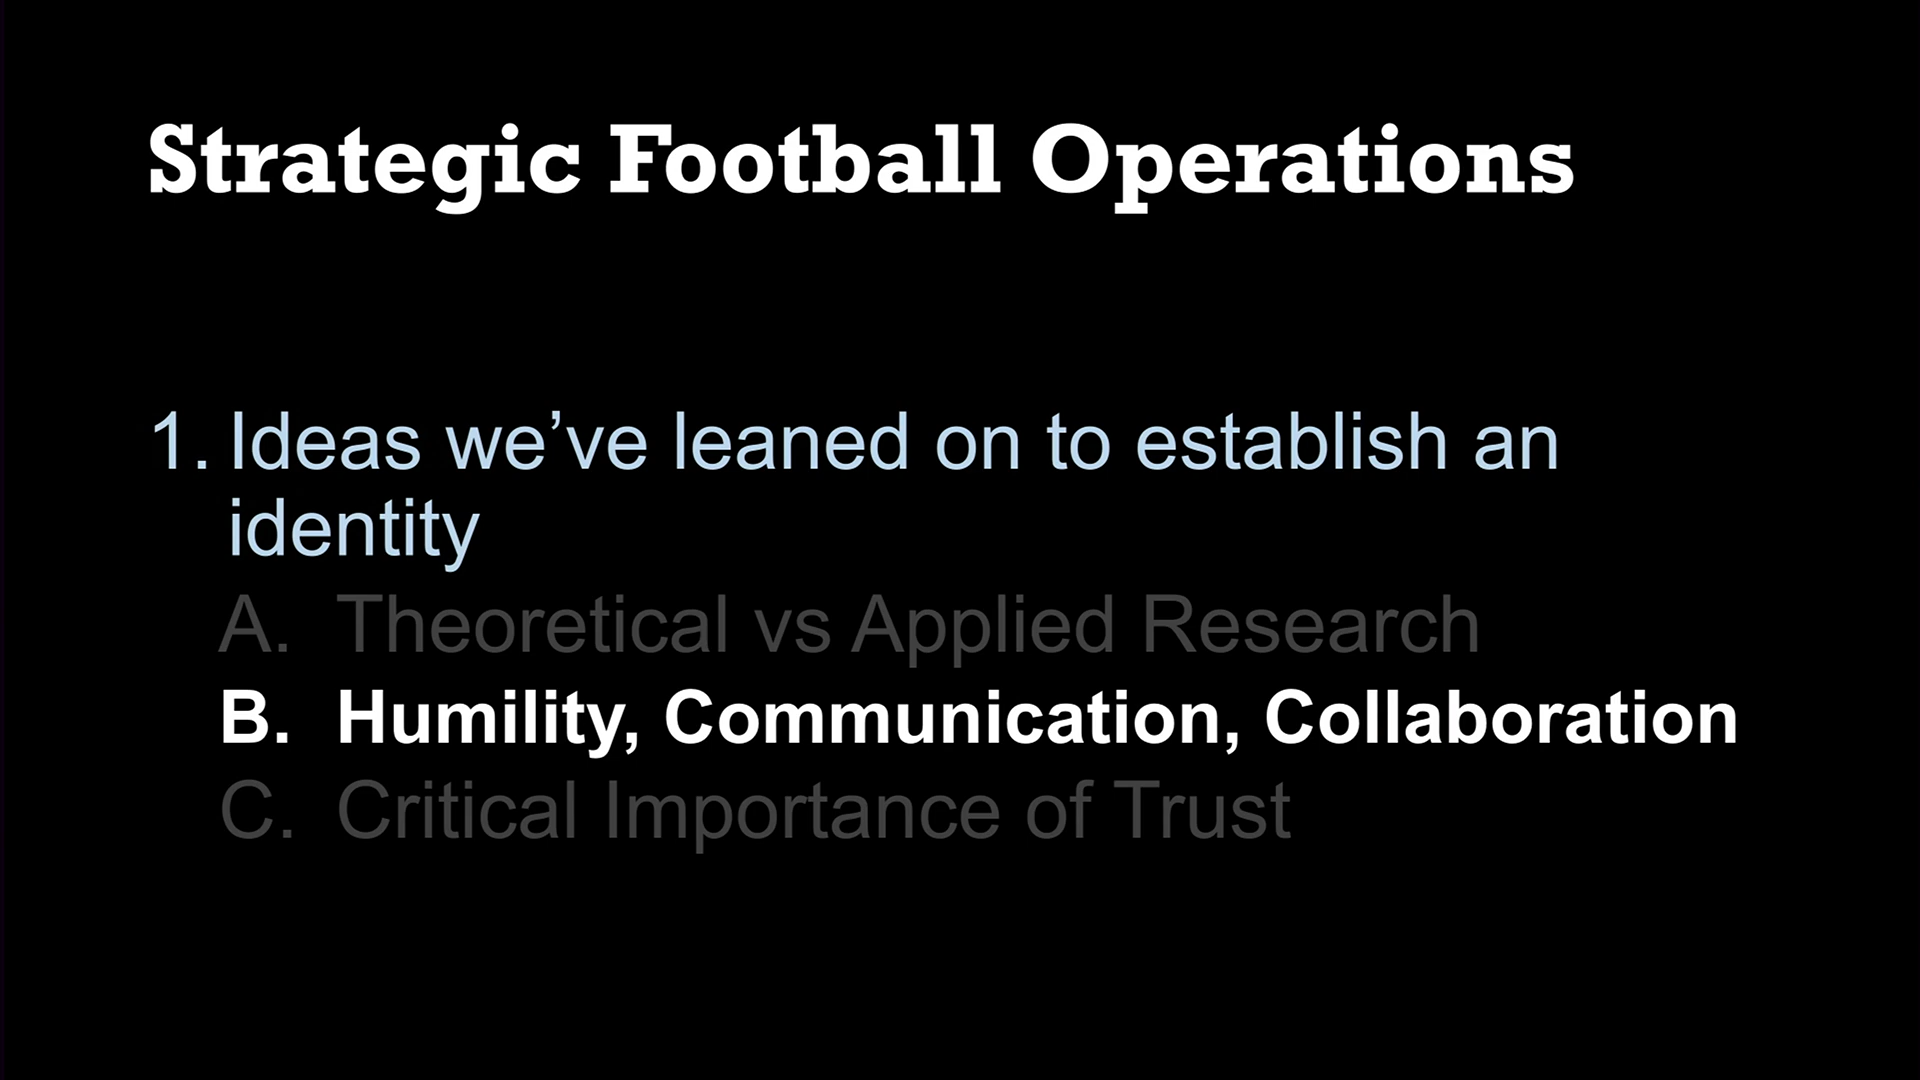 Strategic Football Operations
1. Ideas we’ve leaned on to establish an
identity
A. Theoretical vs Applied Research
B. Humility, Communication, Collaboration
C. Critical Importance of Trust